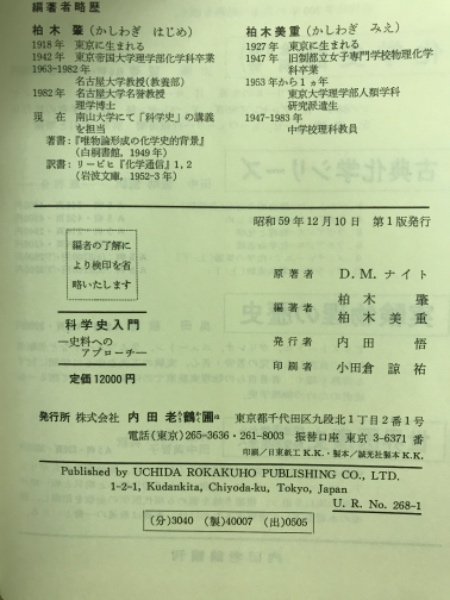 編著者略歴
柏木 肇(かしわぎ はじめ)
1918年 東京に生まれる
1942年 東京帝国大学理学部化学科卒業
1963-1982年
名古屋大学教授(教養部)
1982年 名古屋大学名誉教授
理学博士
現 在 南山大学にて「科学史」の講義
を担当
著書:『唯物論形成の化学史的背景』
(白桐書館, 1949年)
訳書:リービヒ『化学通信』1, 2
(岩波文庫, 1952-3年)
柏木美重(かしわぎ みえ)
1927年 東京に生まれる
1947年 旧制都立女子専門学校物理化学
科卒業
1953年から1ヵ年
東京大学理学部人類学科
研究派遣生
1947-1983年
中学校理科教員
昭和59年12月10日 第1版発行
編者の了解に
より検印を省
略いたします
科学史入門
―史料への
アプローチ―
定価12000円
原著者 D.M.ナイト
編著者 柏木 肇
柏木美重
発行者 内田 悟
印刷者 小田倉諒祐
発行所 株式会社 内田老鶴圃 東京都千代田区九段北1丁目2番1号
電話(東京)265-3636・261-8003 振替口座 東京 3-6371番
印刷/日東紙工K.K.・製本/誠光社製本K.K.
Published by UCHIDA ROKAKUHO PUBLISHING CO., LTD.
1-2-1, Kudankita, Chiyoda-ku, Tokyo, Japan
U. R. No. 268-1
(分)3040 (製)40007 (出)0505